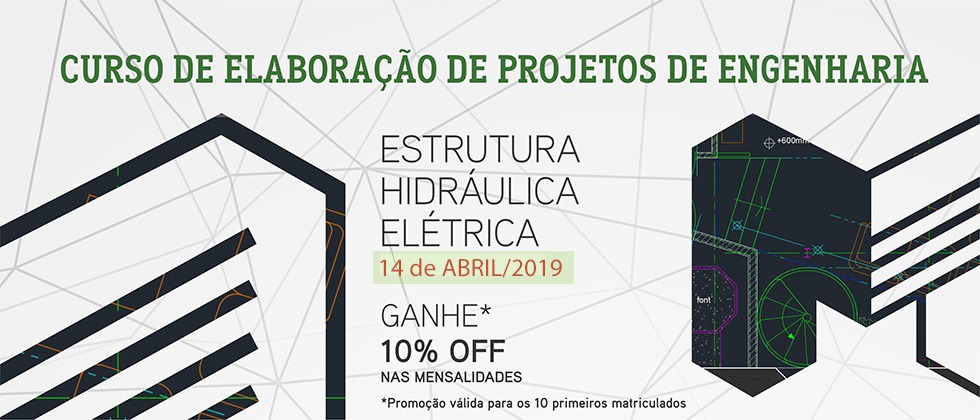 CURSO DE ELABORAÇÃO DE PROJETOS DE ENGENHARIA
ESTRUTURA
HIDRÁULICA
ELÉTRICA
14 de ABRIL/2019
GANHE*
10% OFF
NAS MENSALIDADES
*Promoção válida para os 10 primeiros matriculados
+600mm
font